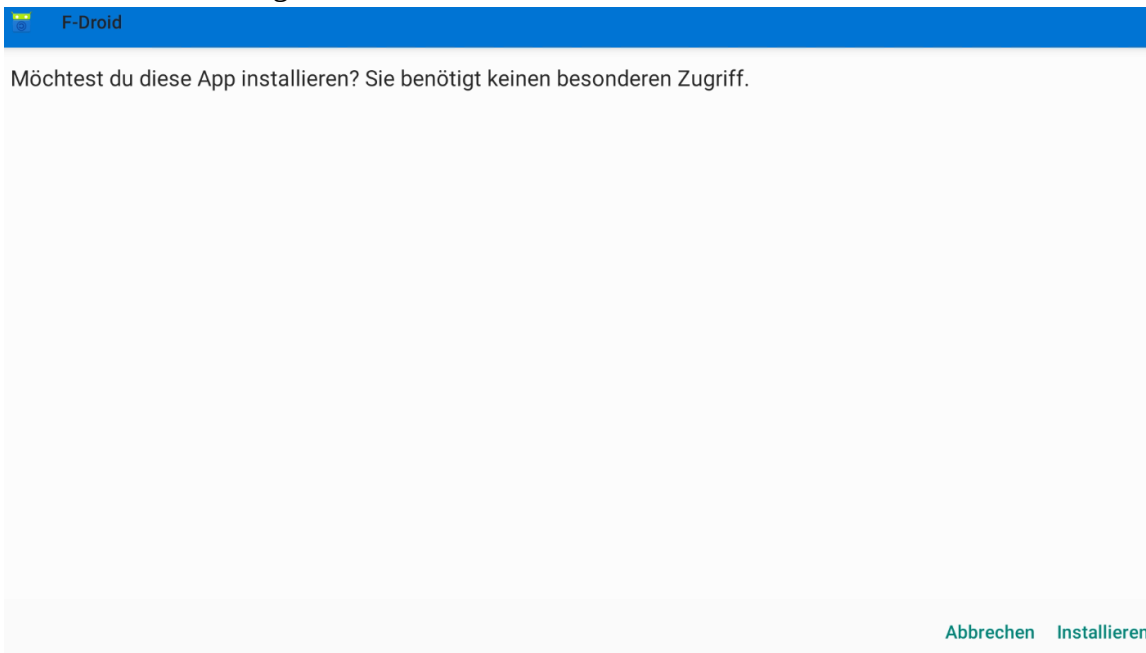 F-Droid
Möchtest du diese App installieren? Sie benötigt keinen besonderen Zugriff.
Abbrechen Installieren